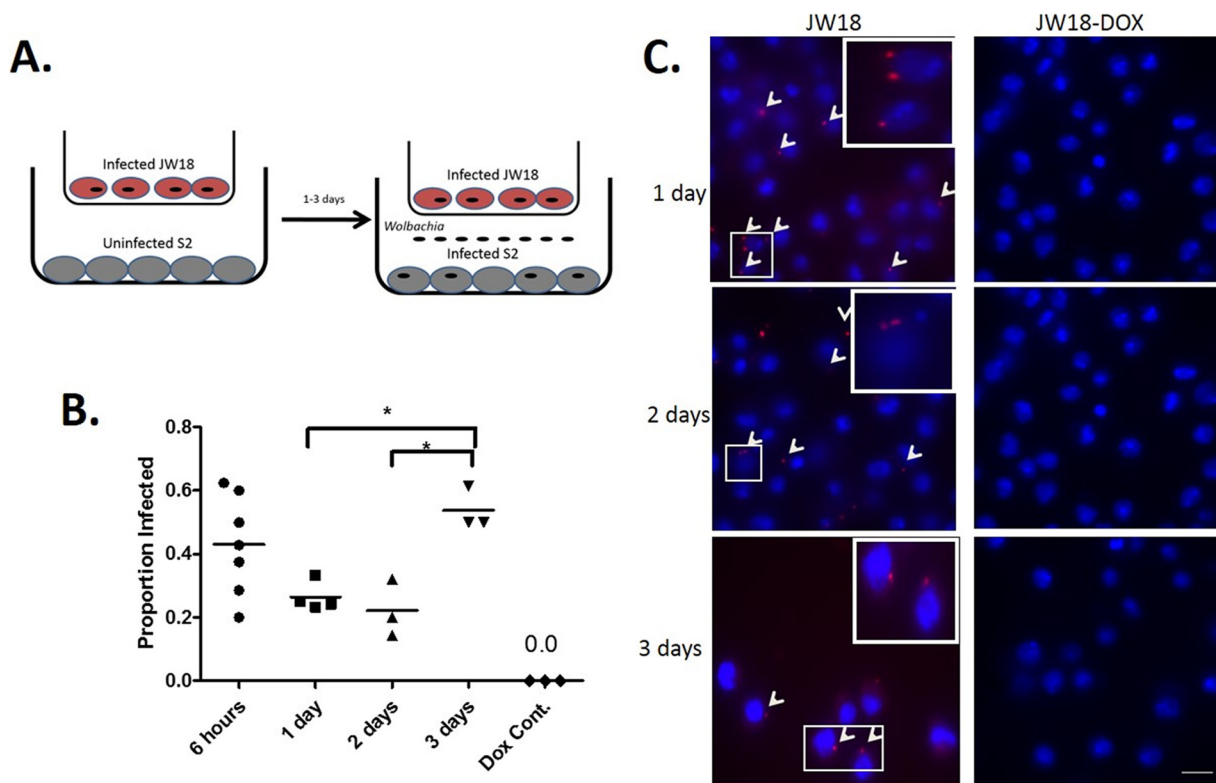 A.
Infected JW18
Uninfected S2
1-3 days
Infected JW18
Wolbachia
Infected S2
B.
Proportion Infected
0.8
0.6
0.4
0.2
0.0
*
*
0.0
6 hours
1 day
2 days
3 days
Dox Cont.
C.
JW18
JW18-DOX
1 day
2 days
3 days